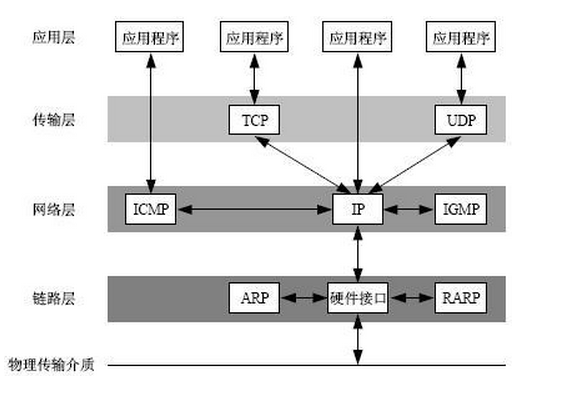 应用层 应用程序 应用程序 应用程序 应用程序
传输层 TCP UDP
网络层 ICMP IP IGMP
链路层 ARP 硬件接口 RARP
物理传输介质